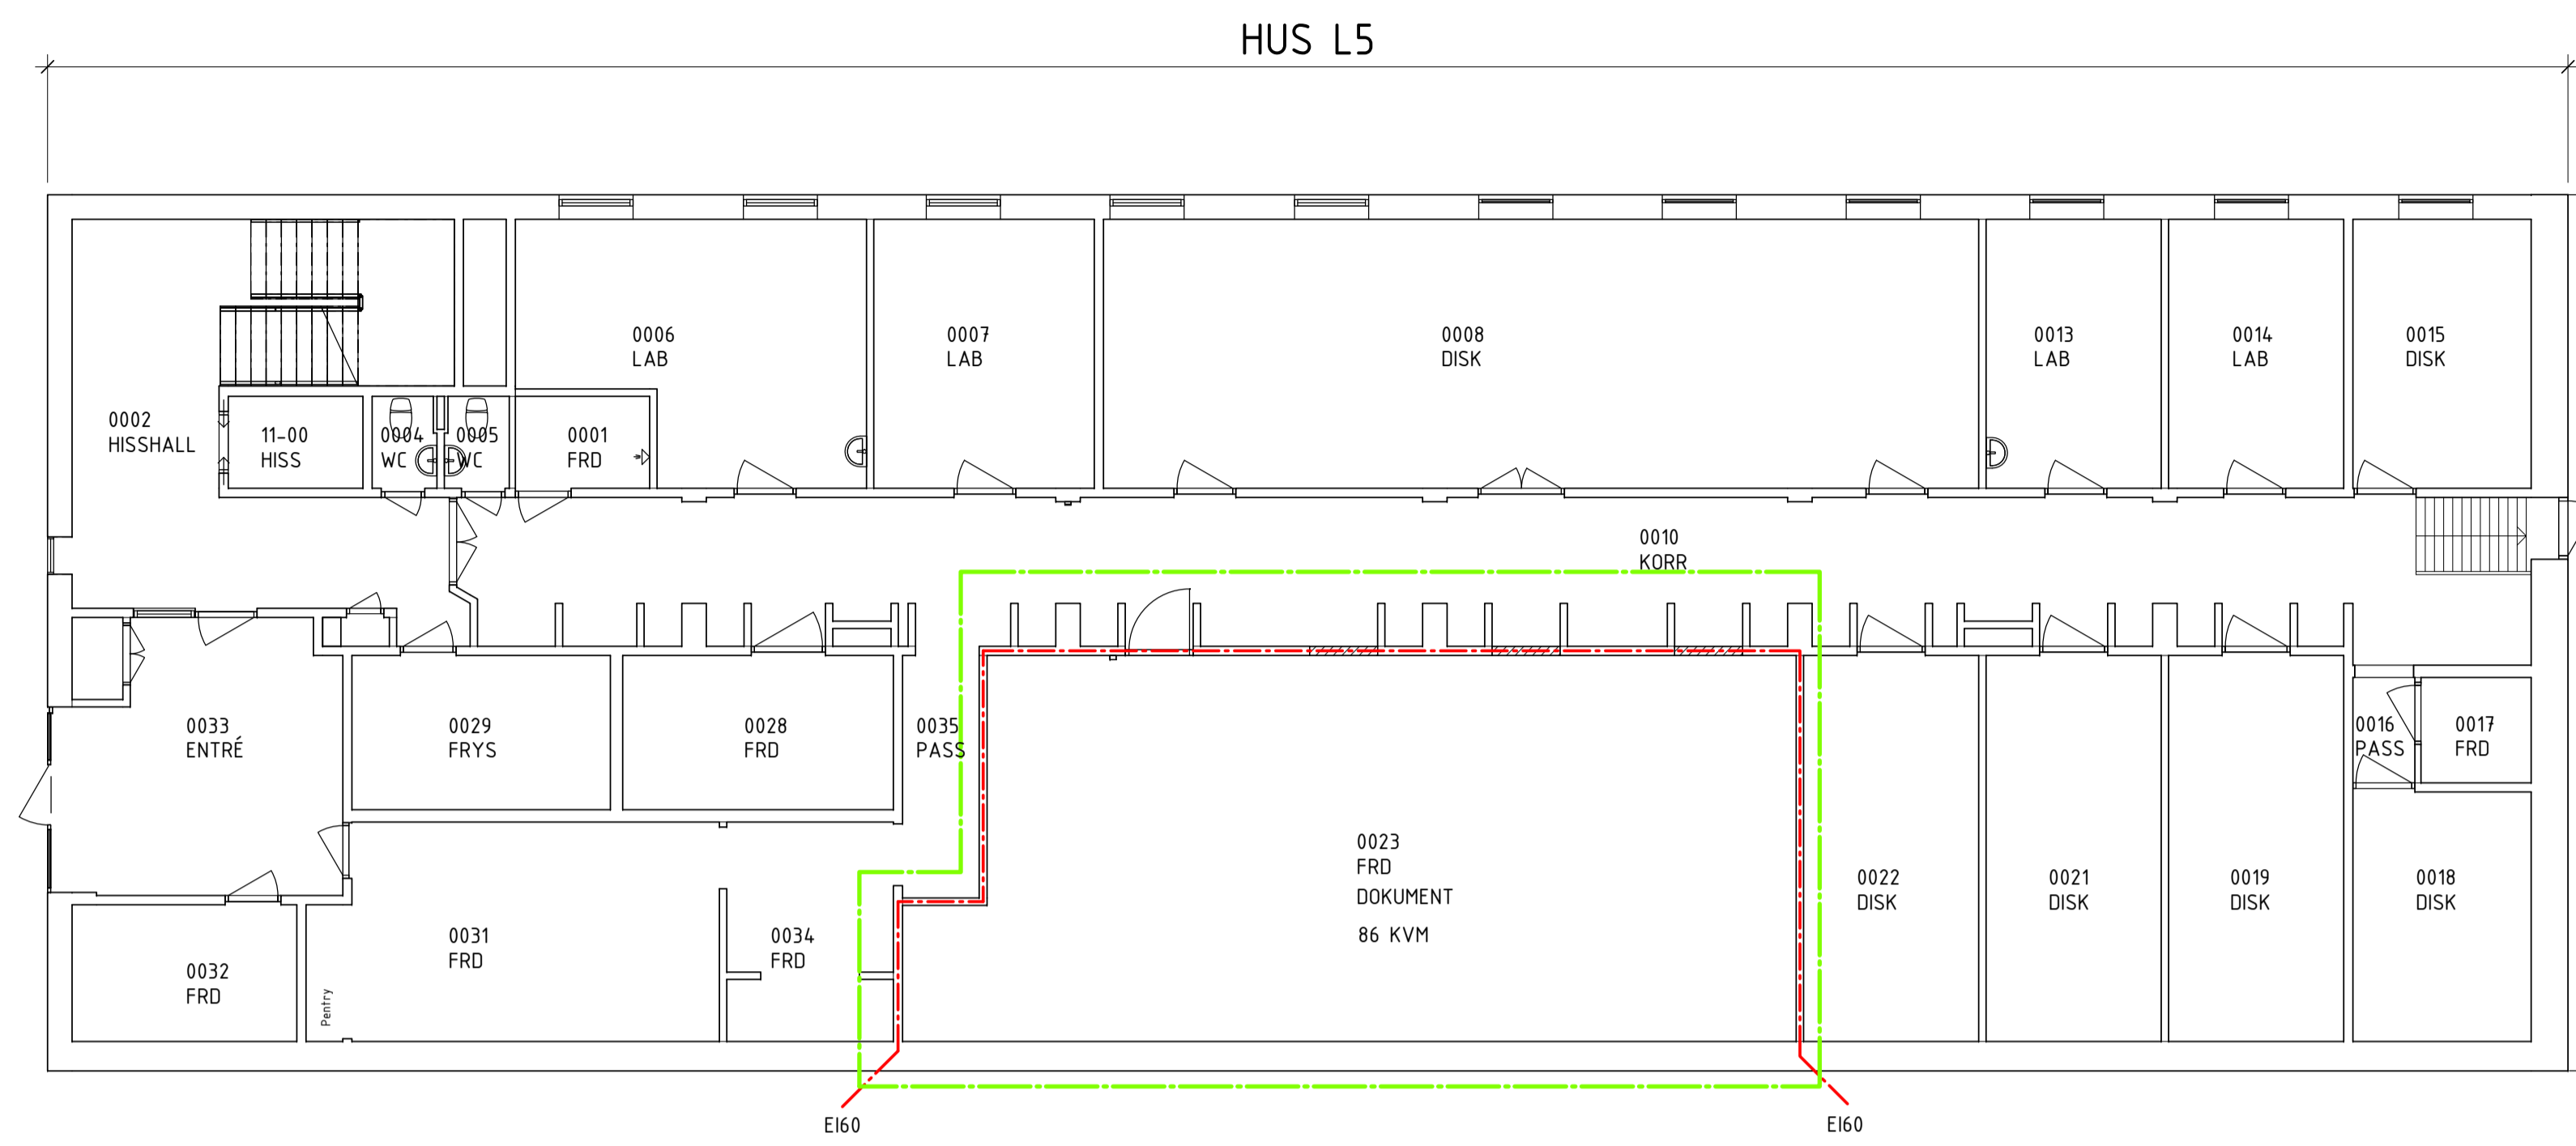 HUS L5
0006
LAB
0007
LAB
0008
DISK
0013
LAB
0014
LAB
0015
DISK
0002
HISSHALL
11-00
HISS
0004
WC
0005
WC
0001
FRD
0010
KORR
0033
ENTRÉ
0029
FRYS
0028
FRD
0035
PASS
0016
PASS
0017
FRD
0023
FRD
DOKUMENT
86 KVM
0022
DISK
0021
DISK
0019
DISK
0018
DISK
0032
FRD
Pentry
0031
FRD
0034
FRD
EI60
EI60